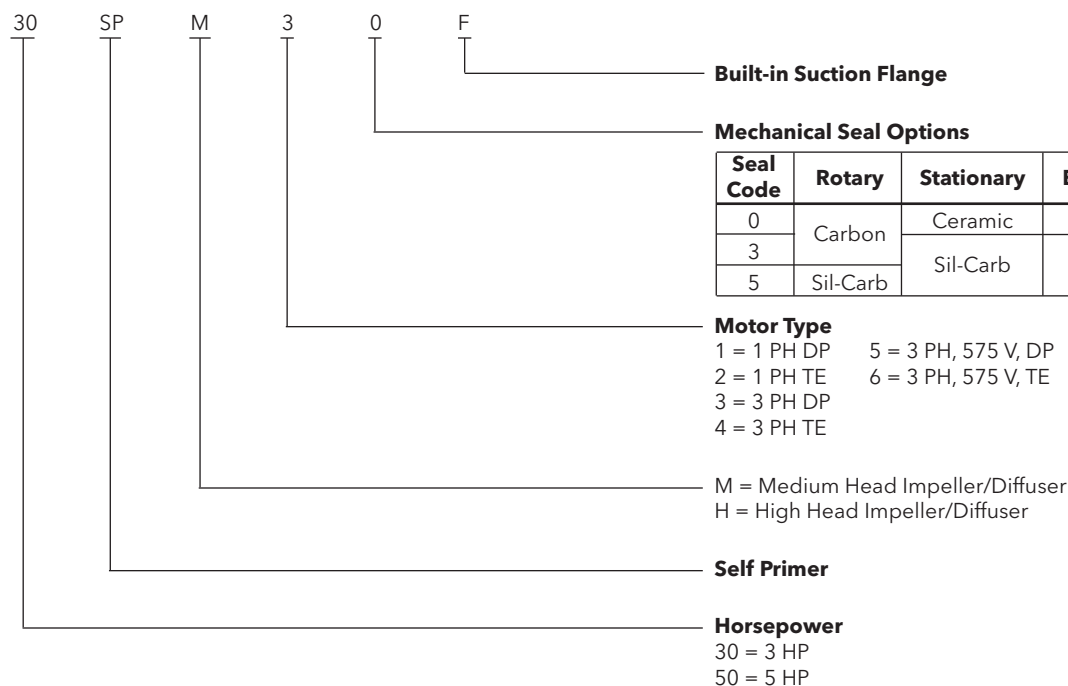 30 SP M 3 0 F
Built-in Suction Flange
Mechanical Seal Options
Seal Code Rotary Stationary
0 Carbon Ceramic
3 Sil-Carb
5 Sil-Carb
Motor Type
1 = 1 PH DP 5 = 3 PH, 575 V, DP
2 = 1 PH TE 6 = 3 PH, 575 V, TE
3 = 3 PH DP
4 = 3 PH TE
M = Medium Head Impeller/Diffuser
H = High Head Impeller/Diffuser
Self Primer
Horsepower
30 = 3 HP
50 = 5 HP